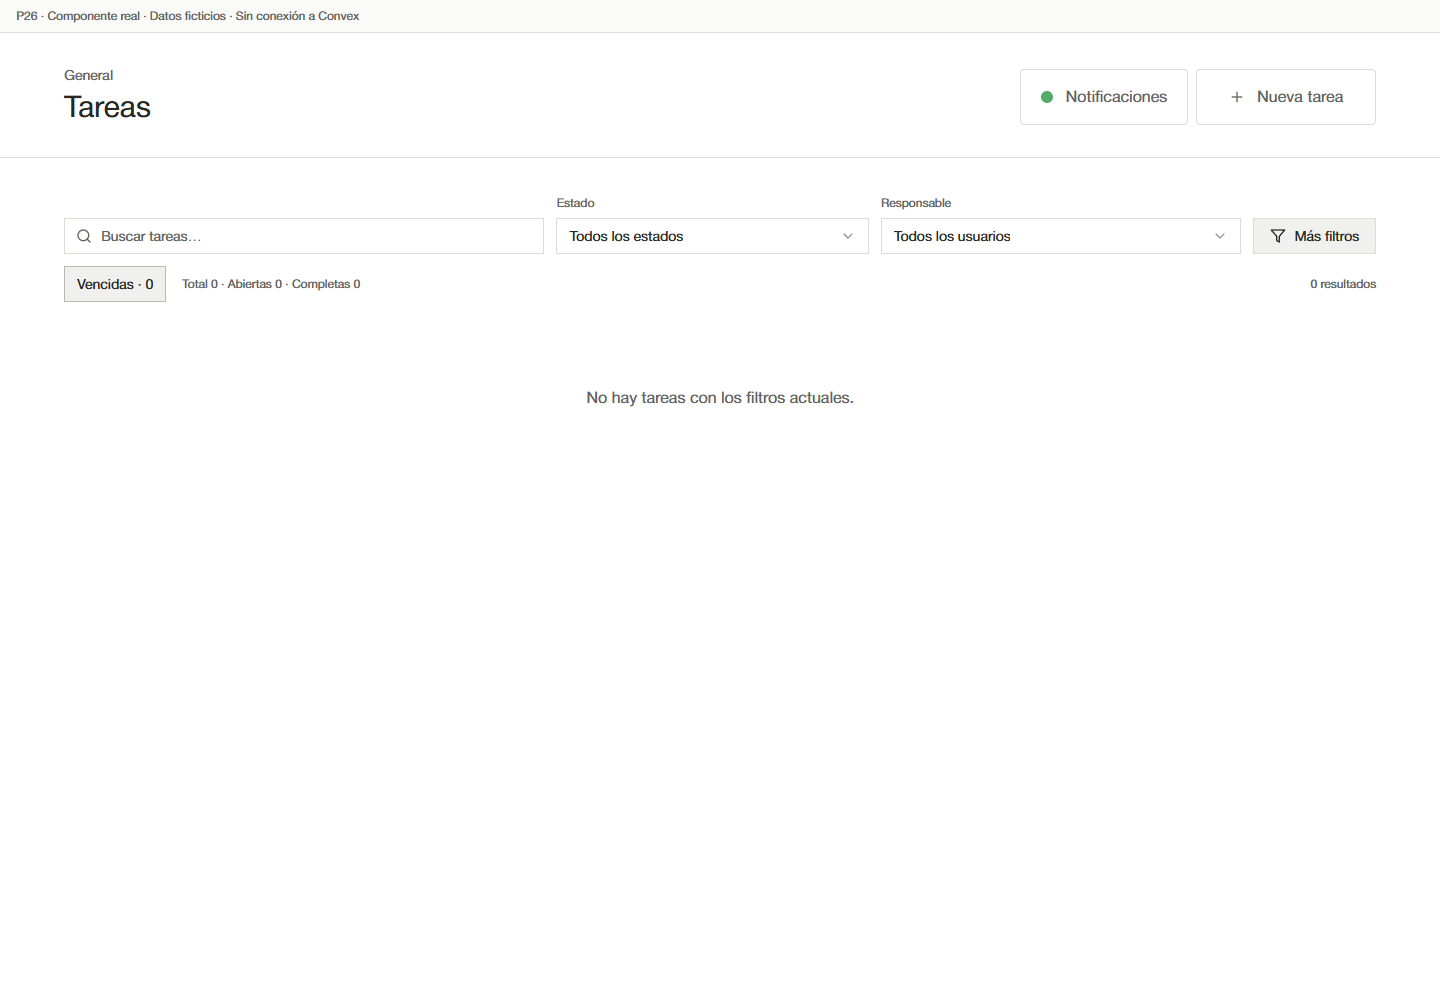 P26 · Componente real · Datos ficticios · Sin conexión a Convex
General
Tareas
Notificaciones
Nueva tarea
Estado
Responsable
Buscar tareas…
Todos los estados
Todos los usuarios
Más filtros
Vencidas · 0
Total 0 · Abiertas 0 · Completas 0
0 resultados
No hay tareas con los filtros actuales.